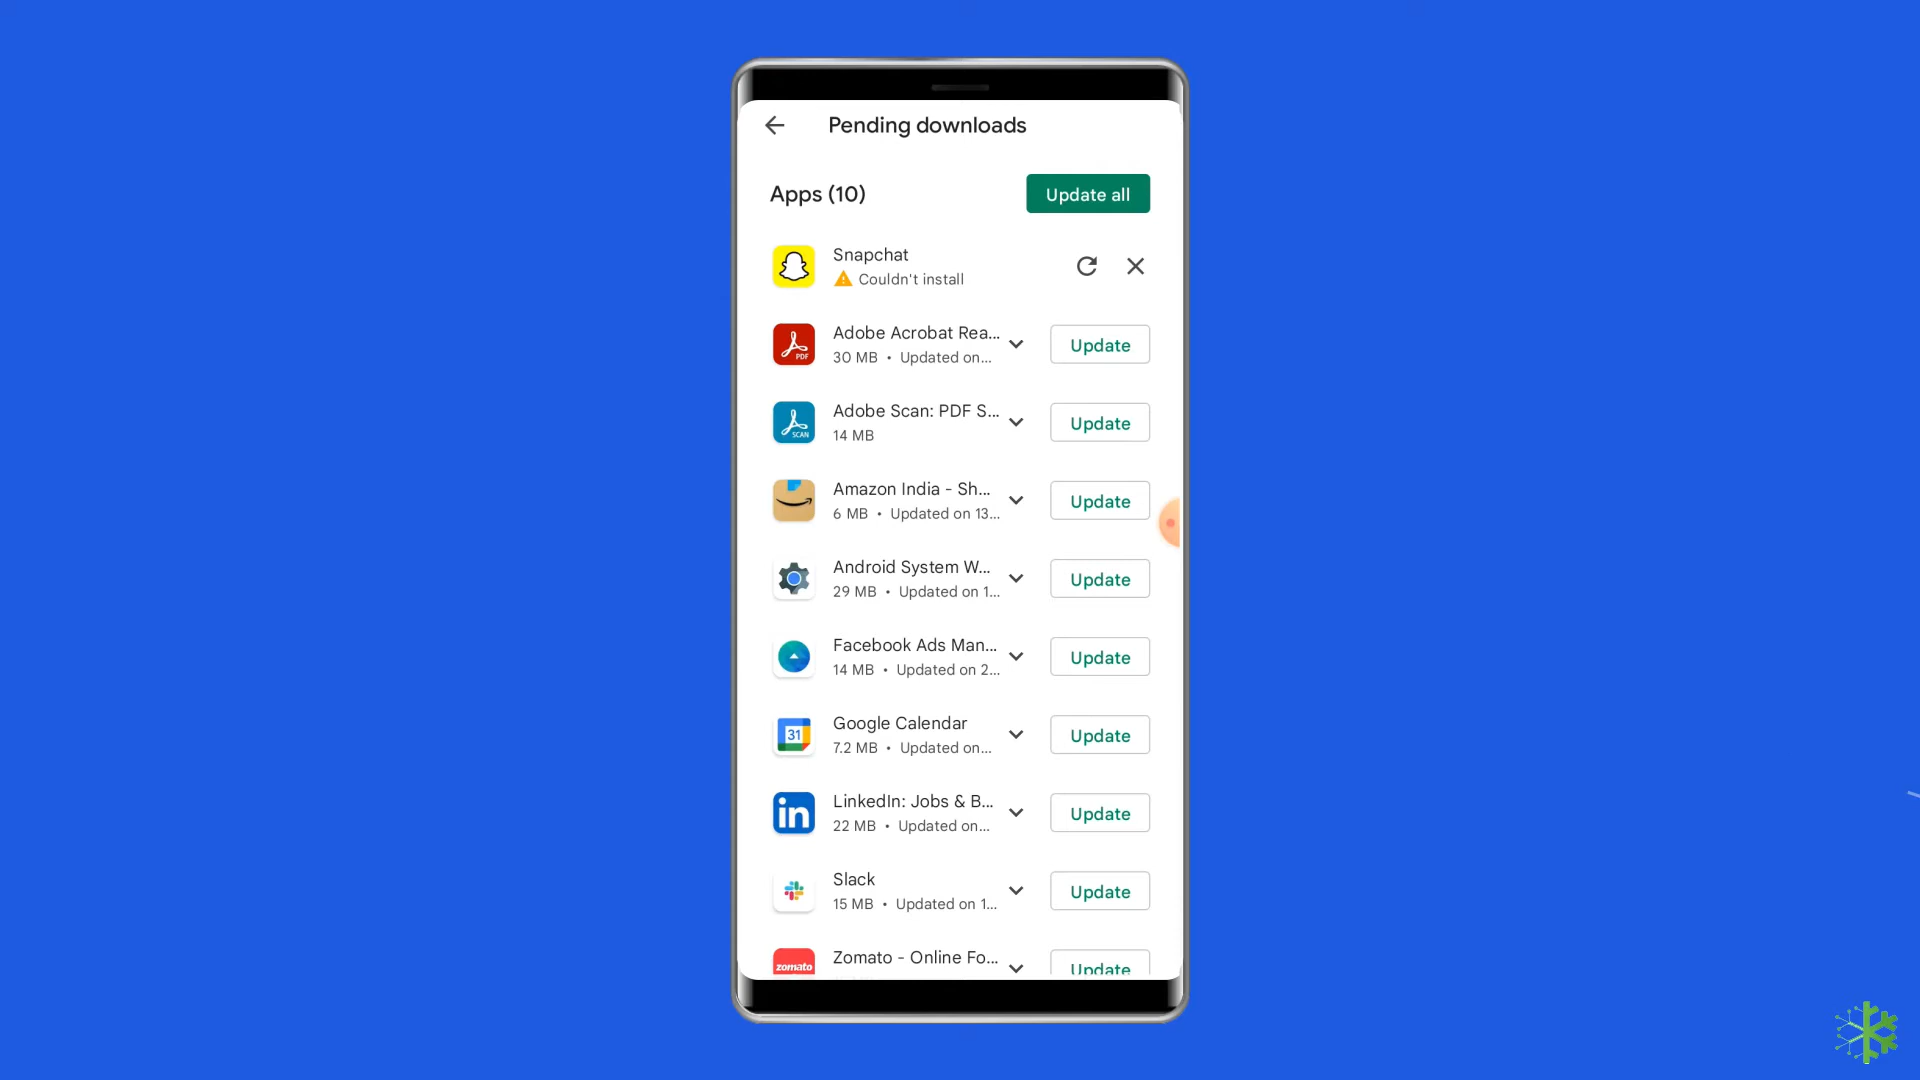 Pending downloads
Apps (10)
Update all
Snapchat
Couldn't install
Adobe Acrobat Rea...
30 MB • Updated on...
Update
PDF
Adobe Scan: PDF S...
14 MB
Update
SCAN
Amazon India - Sh...
6 MB • Updated on 13...
Update
Android System W...
29 MB • Updated on 1...
Update
Facebook Ads Man...
14 MB • Updated on 2...
Update
Google Calendar
7.2 MB • Updated on...
Update
31
LinkedIn: Jobs & B...
22 MB • Updated on...
Update
in
Slack
15 MB • Updated on 1...
Update
Zomato - Online Fo...
Update
zomato